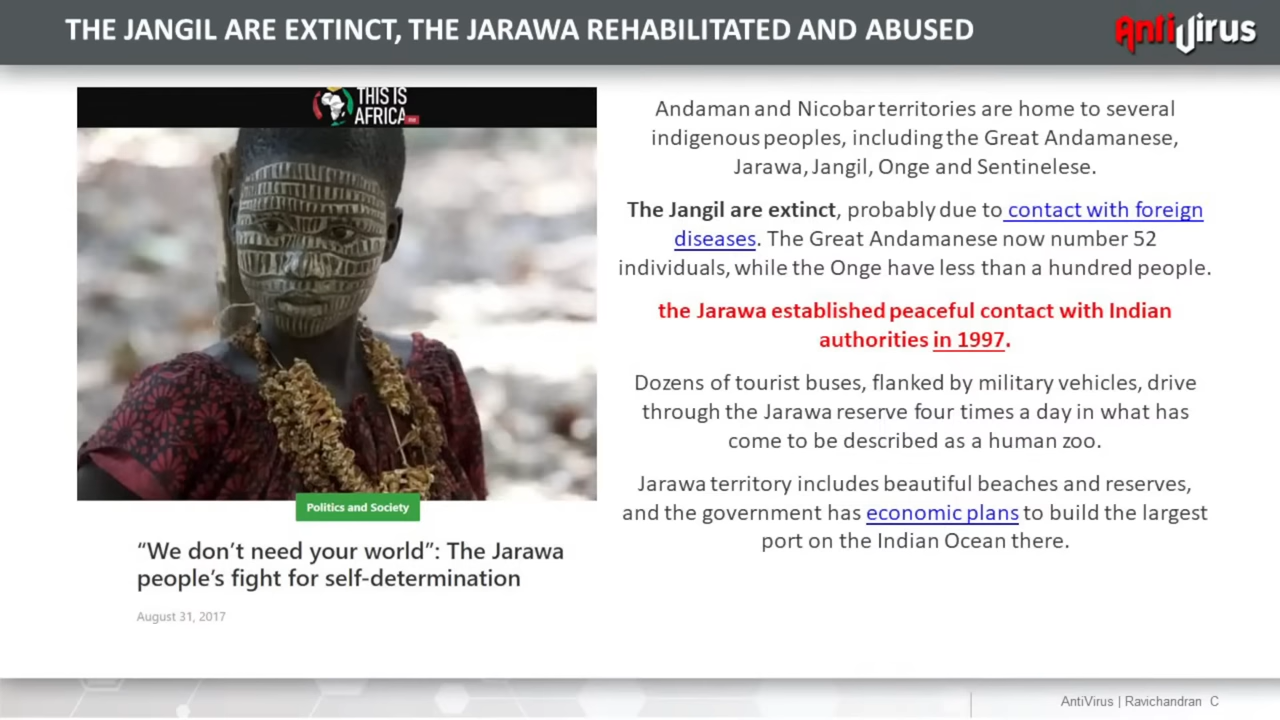 THE JANGIL ARE EXTINCT, THE JARAWA REHABILITATED AND ABUSED
AntiVirus
THIS IS
AFRICA
Andaman and Nicobar territories are home to several
indigenous peoples, including the Great Andamanese,
Jarawa, Jangil, Onge and Sentinelese.
The Jangil are extinct, probably due to contact with foreign
diseases. The Great Andamanese now number 52
individuals, while the Onge have less than a hundred people.
the Jarawa established peaceful contact with Indian
authorities in 1997.
Dozens of tourist buses, flanked by military vehicles, drive
through the Jarawa reserve four times a day in what has
come to be described as a human zoo.
Jarawa territory includes beautiful beaches and reserves,
and the government has economic plans to build the largest
port on the Indian Ocean there.
Politics and Society
“We don’t need your world”: The Jarawa
people’s fight for self-determination
August 31, 2017
AntiVirus | Ravichandran C